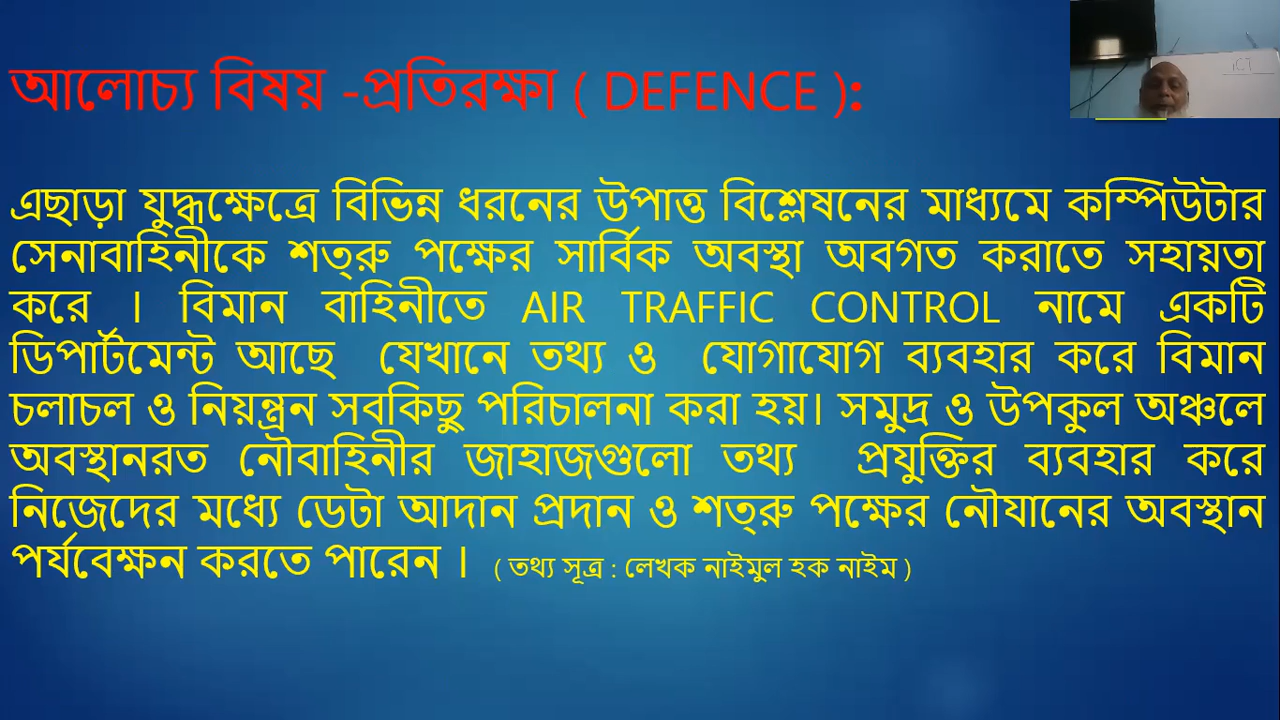 আলোচ্য বিষয় -প্রতিরক্ষা ( DEFENCE ):
ICT
এছাড়া যুদ্ধক্ষেত্রে বিভিন্ন ধরনের উপাত্ত বিশ্লেষনের মাধ্যমে কম্পিউটার
সেনাবাহিনীকে শত্রু পক্ষের সার্বিক অবস্থা অবগত করাতে সহায়তা
করে । বিমান বাহিনীতে AIR TRAFFIC CONTROL নামে একটি
ডিপার্টমেন্ট আছে যেখানে তথ্য ও যোগাযোগ ব্যবহার করে বিমান
চলাচল ও নিয়ন্ত্রন সবকিছু পরিচালনা করা হয়। সমুদ্র ও উপকুল অঞ্চলে
অবস্থানরত নৌবাহিনীর জাহাজগুলো তথ্য প্রযুক্তির ব্যবহার করে
নিজেদের মধ্যে ডেটা আদান প্রদান ও শত্রু পক্ষের নৌযানের অবস্থান
পর্যবেক্ষন করতে পারেন । ( তথ্য সূত্র : লেখক নাইমুল হক নাইম )